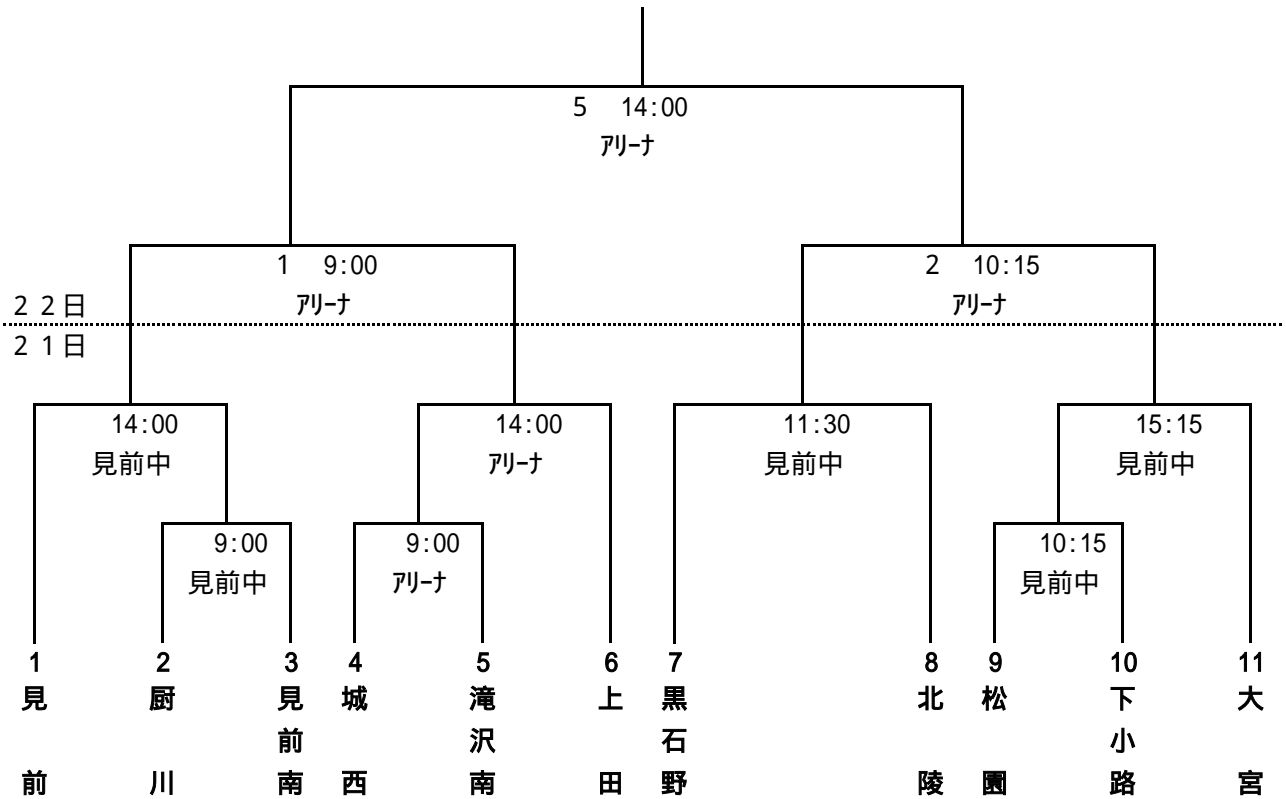 5 14:00
アリーナ
1 9:00
アリーナ
2 10:15
アリーナ
22日
21日
14:00
見前中
14:00
アリーナ
11:30
見前中
15:15
見前中
9:00
見前中
9:00
アリーナ
10:15
見前中
1 2 3 4 5 6 7 8 9 10 11
見前
厨川
見前南
城西
滝沢南
上田
黒石野
北陵
松園
下小路
大宮